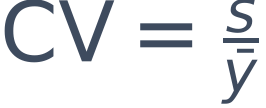 CV = s / ȳ